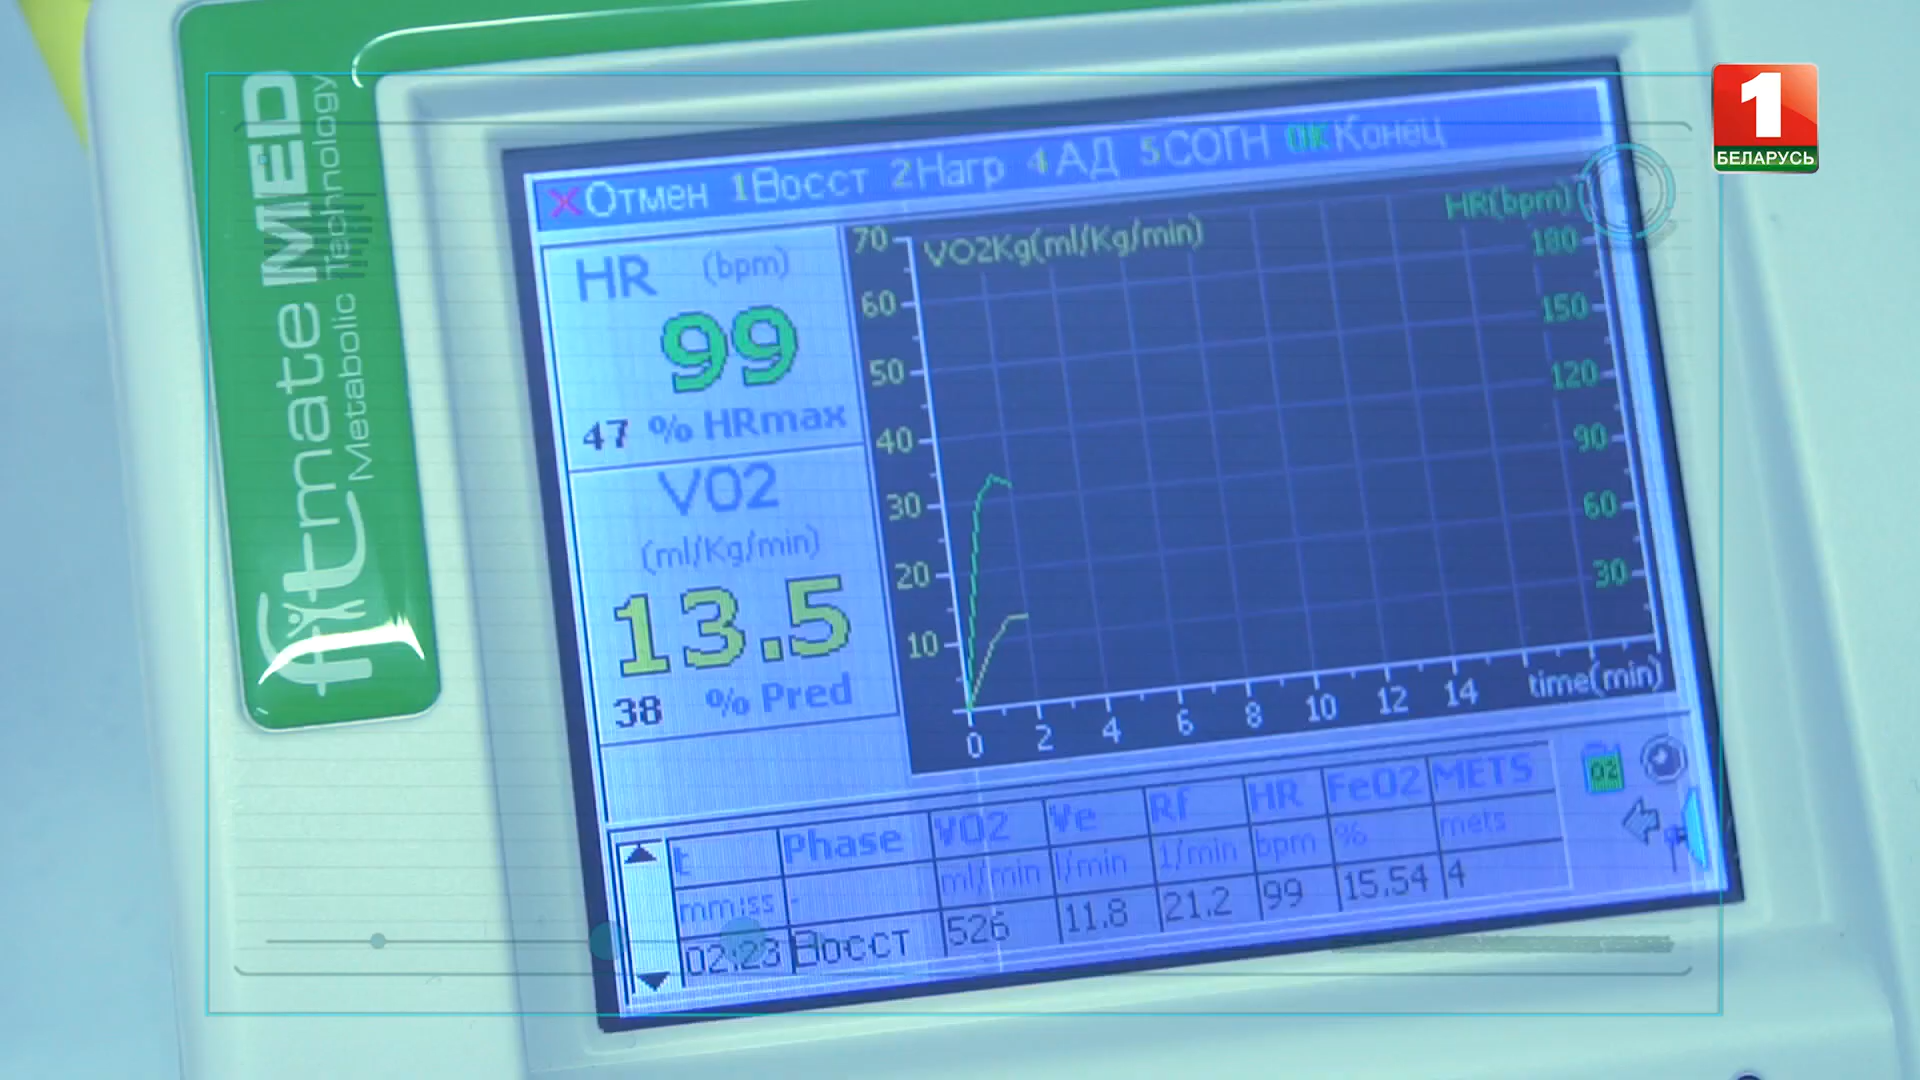 fitmate MED
Metabolic Technology
1
БЕЛАРУСЬ
X Отмен 1Восст 2Нагр 4АД 5СОГН OK Конец
HR (bpm)
99
47 % HRmax
VO2
(ml/Kg/min)
13.5
38 % Pred
VO2Kg(ml/Kg/min) HR(bpm)
70 180
60 150
50 120
40 90
30 60
20 30
10
0 2 4 6 8 10 12 14 time(min)
t Phase VO2 Ve Rf HR FeO2 METS
mm:ss - ml/min l/min 1/min bpm % mets
02:23 Восст 526 11.8 21.2 99 15.54 4
O2